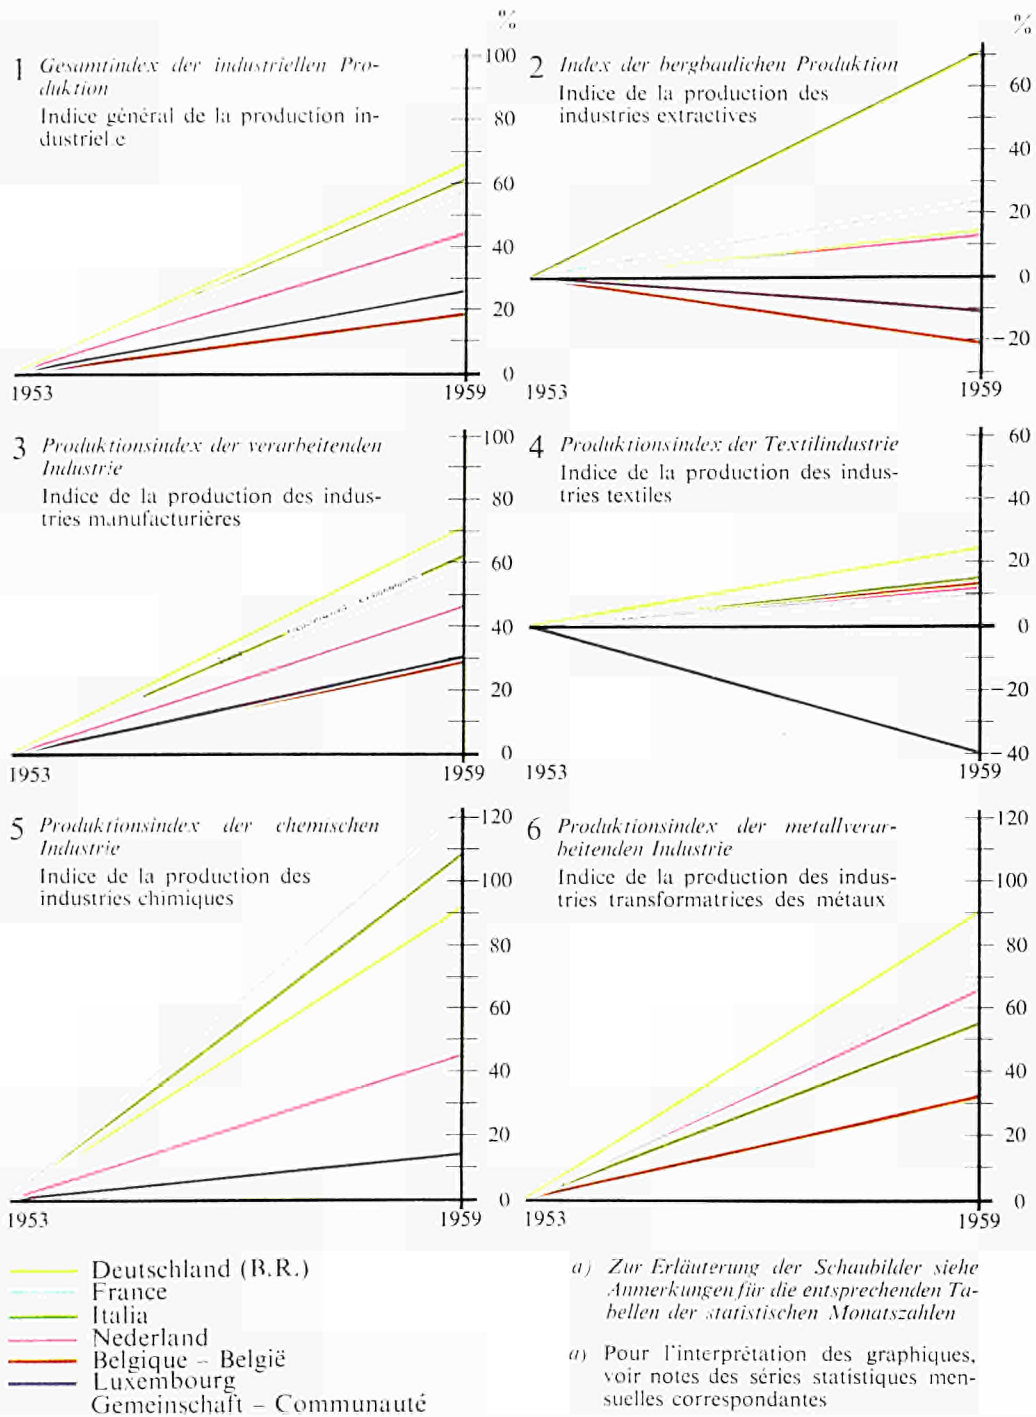 %
1 Gesamtindex der industriellen Pro-
duktion
Indice général de la production in-
dustriel e
100
80
60
40
20
0
1953
1959
%
2 Index der bergbaulichen Produktion
Indice de la production des
industries extractives
60
40
20
0
−20
1953
1959
3 Produktionsindex der verarbeitenden
Industrie
Indice de la production des indus-
tries manufacturières
100
80
60
40
20
0
1953
1959
4 Produktionsindex der Textilindustrie
Indice de la production des indus-
tries textiles
60
40
20
0
−20
−40
1953
1959
5 Produktionsindex der chemischen
Industrie
Indice de la production des
industries chimiques
120
100
80
60
40
20
0
1953
1959
6 Produktionsindex der metallverar-
beitenden Industrie
Indice de la production des indus-
tries transformatrices des métaux
120
100
80
60
40
20
0
1953
1959
Deutschland (B.R.)
France
Italia
Nederland
Belgique – België
Luxembourg
Gemeinschaft – Communauté
a) Zur Erläuterung der Schaubilder siehe
Anmerkungen für die entsprechenden Ta-
bellen der statistischen Monatszahlen
a) Pour l'interprétation des graphiques,
voir notes des séries statistiques men-
suelles correspondantes